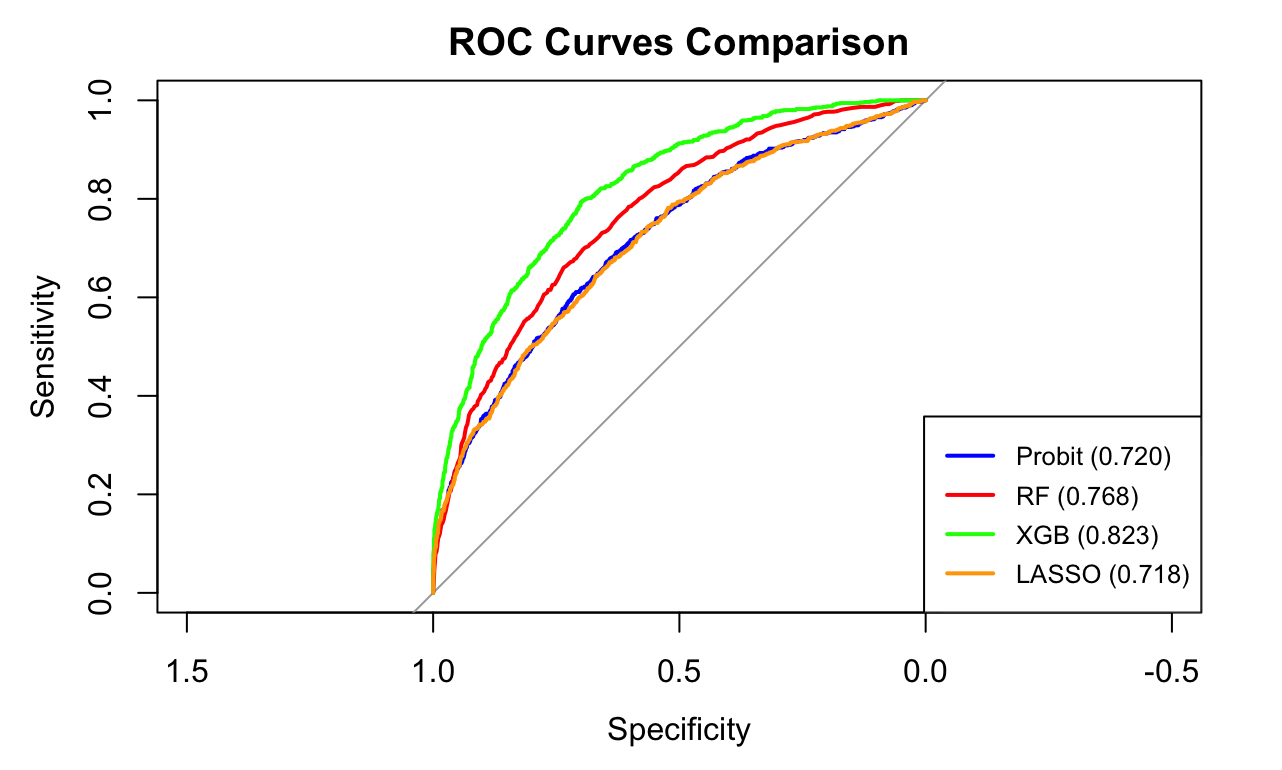 ROC Curves Comparison
Sensitivity
1.0
0.8
0.6
0.4
0.2
0.0
Probit (0.720)
RF (0.768)
XGB (0.823)
LASSO (0.718)
1.5 1.0 0.5 0.0 -0.5
Specificity